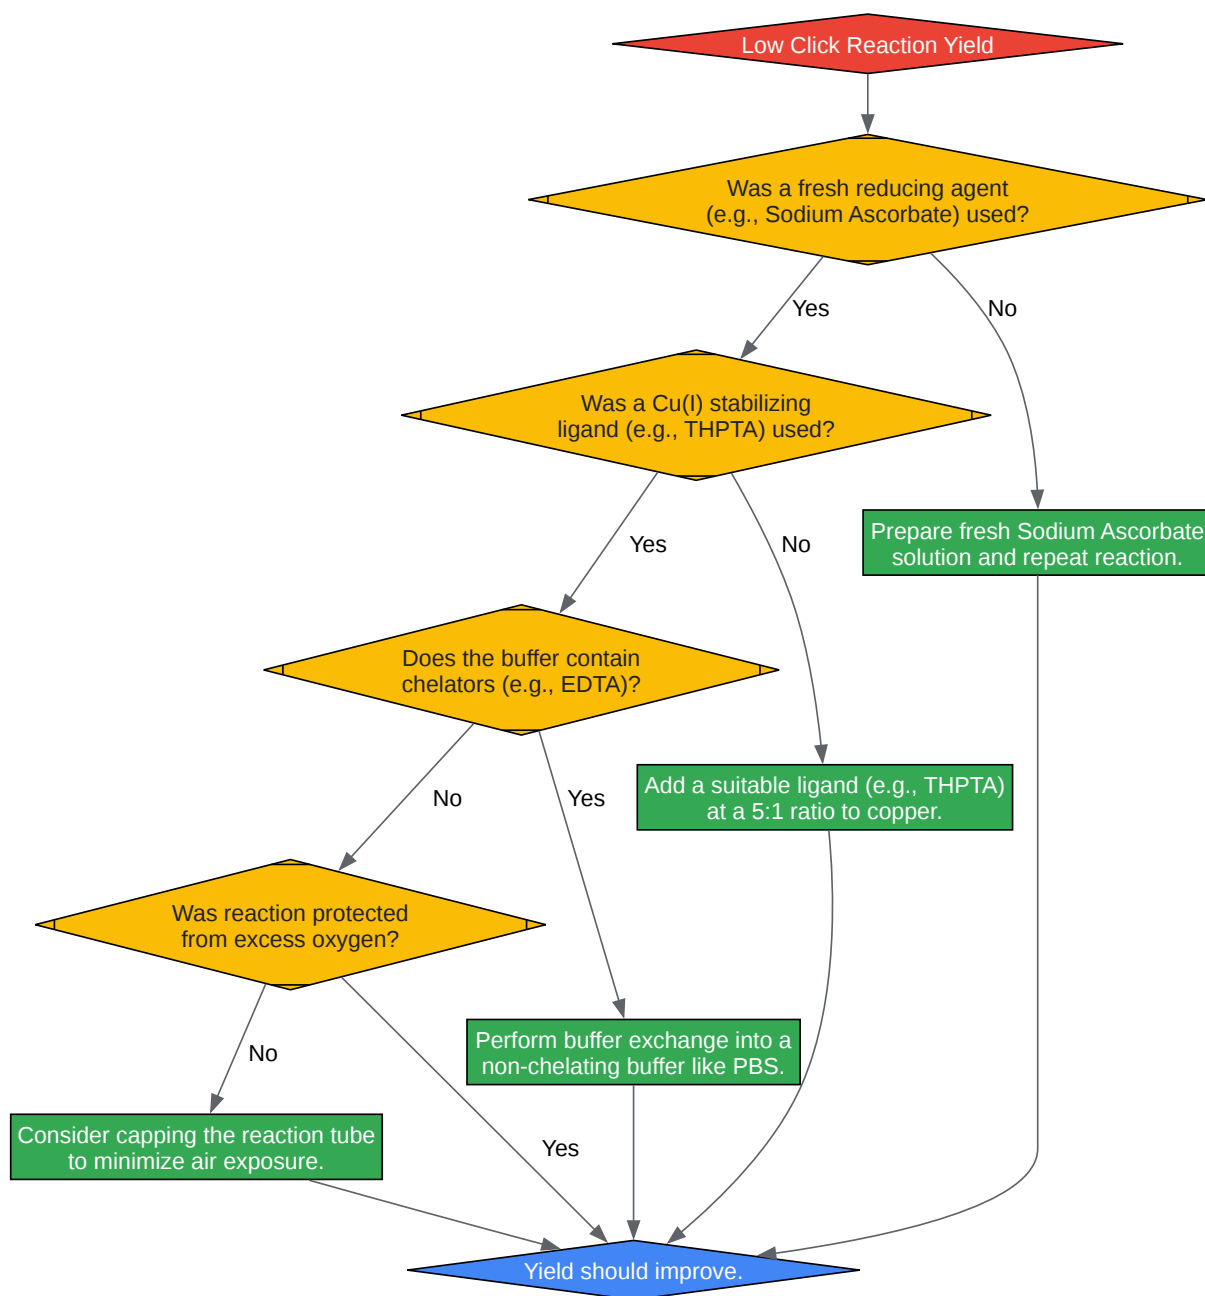 Low Click Reaction Yield
Was a fresh reducing agent
(e.g., Sodium Ascorbate) used?
Yes
No
Was a Cu(I) stabilizing
ligand (e.g., THPTA) used?
Prepare fresh Sodium Ascorbate
solution and repeat reaction.
Yes
No
Does the buffer contain
chelators (e.g., EDTA)?
Add a suitable ligand (e.g., THPTA)
at a 5:1 ratio to copper.
No
Yes
Was reaction protected
from excess oxygen?
Perform buffer exchange into a
non-chelating buffer like PBS.
No
Yes
Consider capping the reaction tube
to minimize air exposure.
Yield should improve.